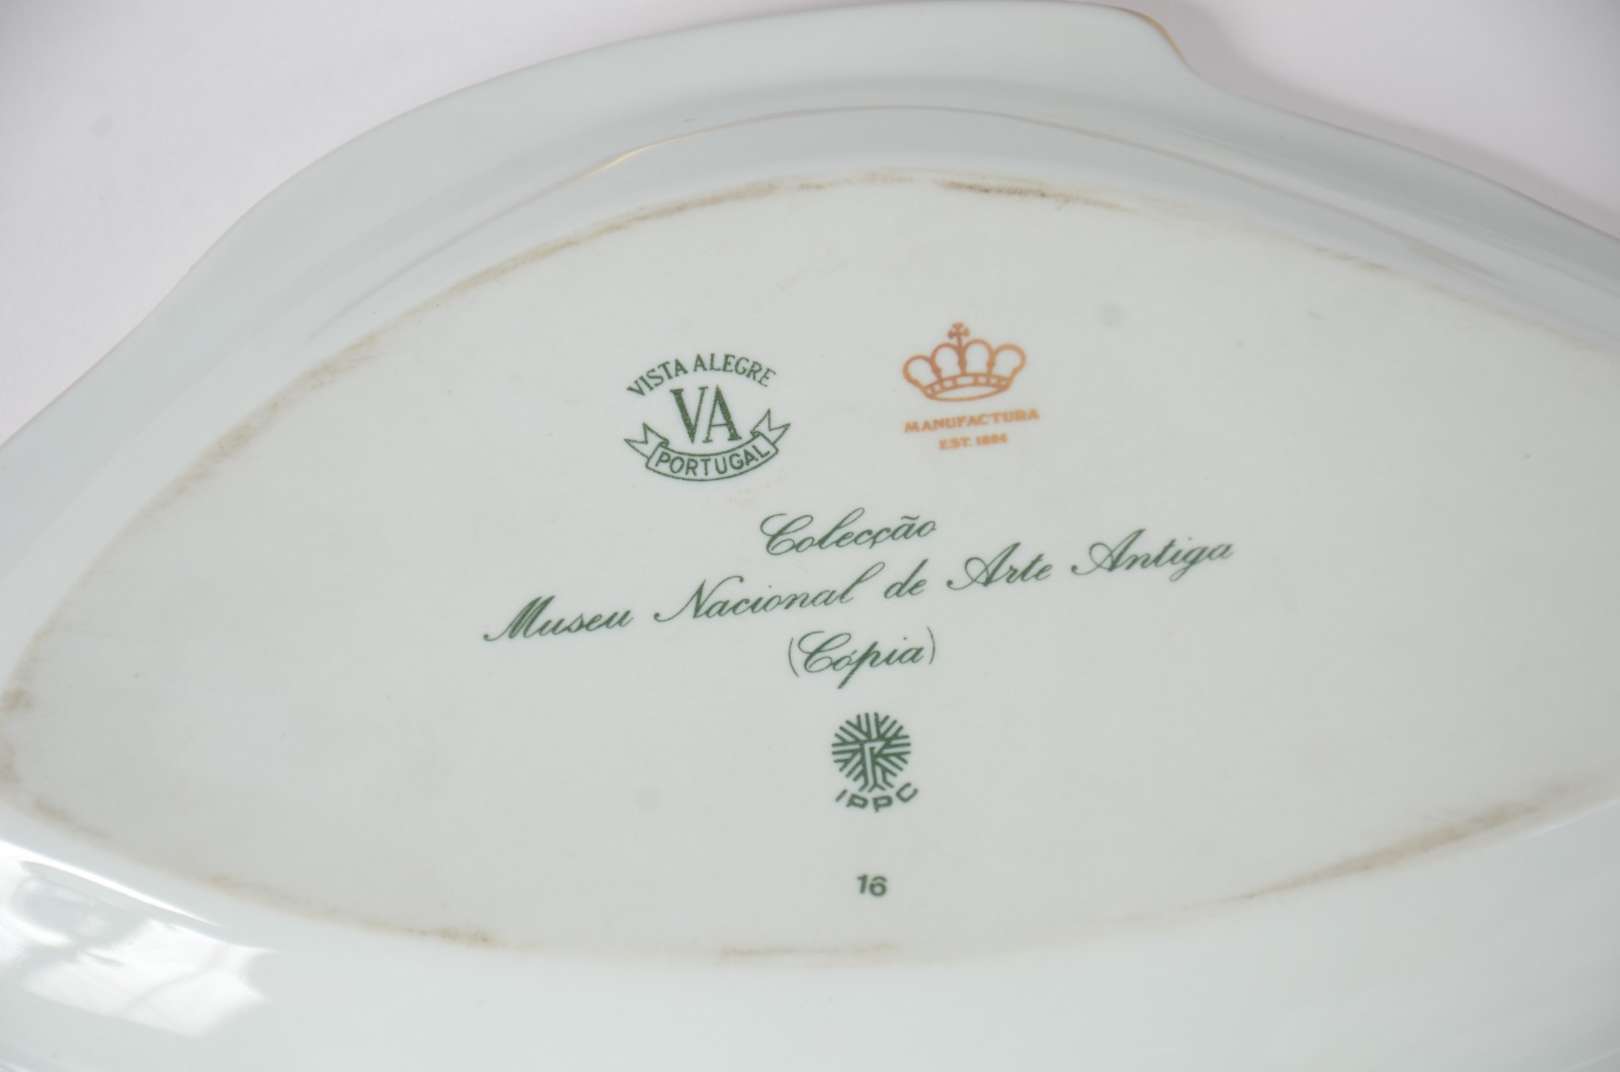 VISTA ALEGRE
VA
PORTUGAL
MANUFACTURA
EST. 1824
Colecção
Museu Nacional de Arte Antiga
(Cópia)
IPPC
16